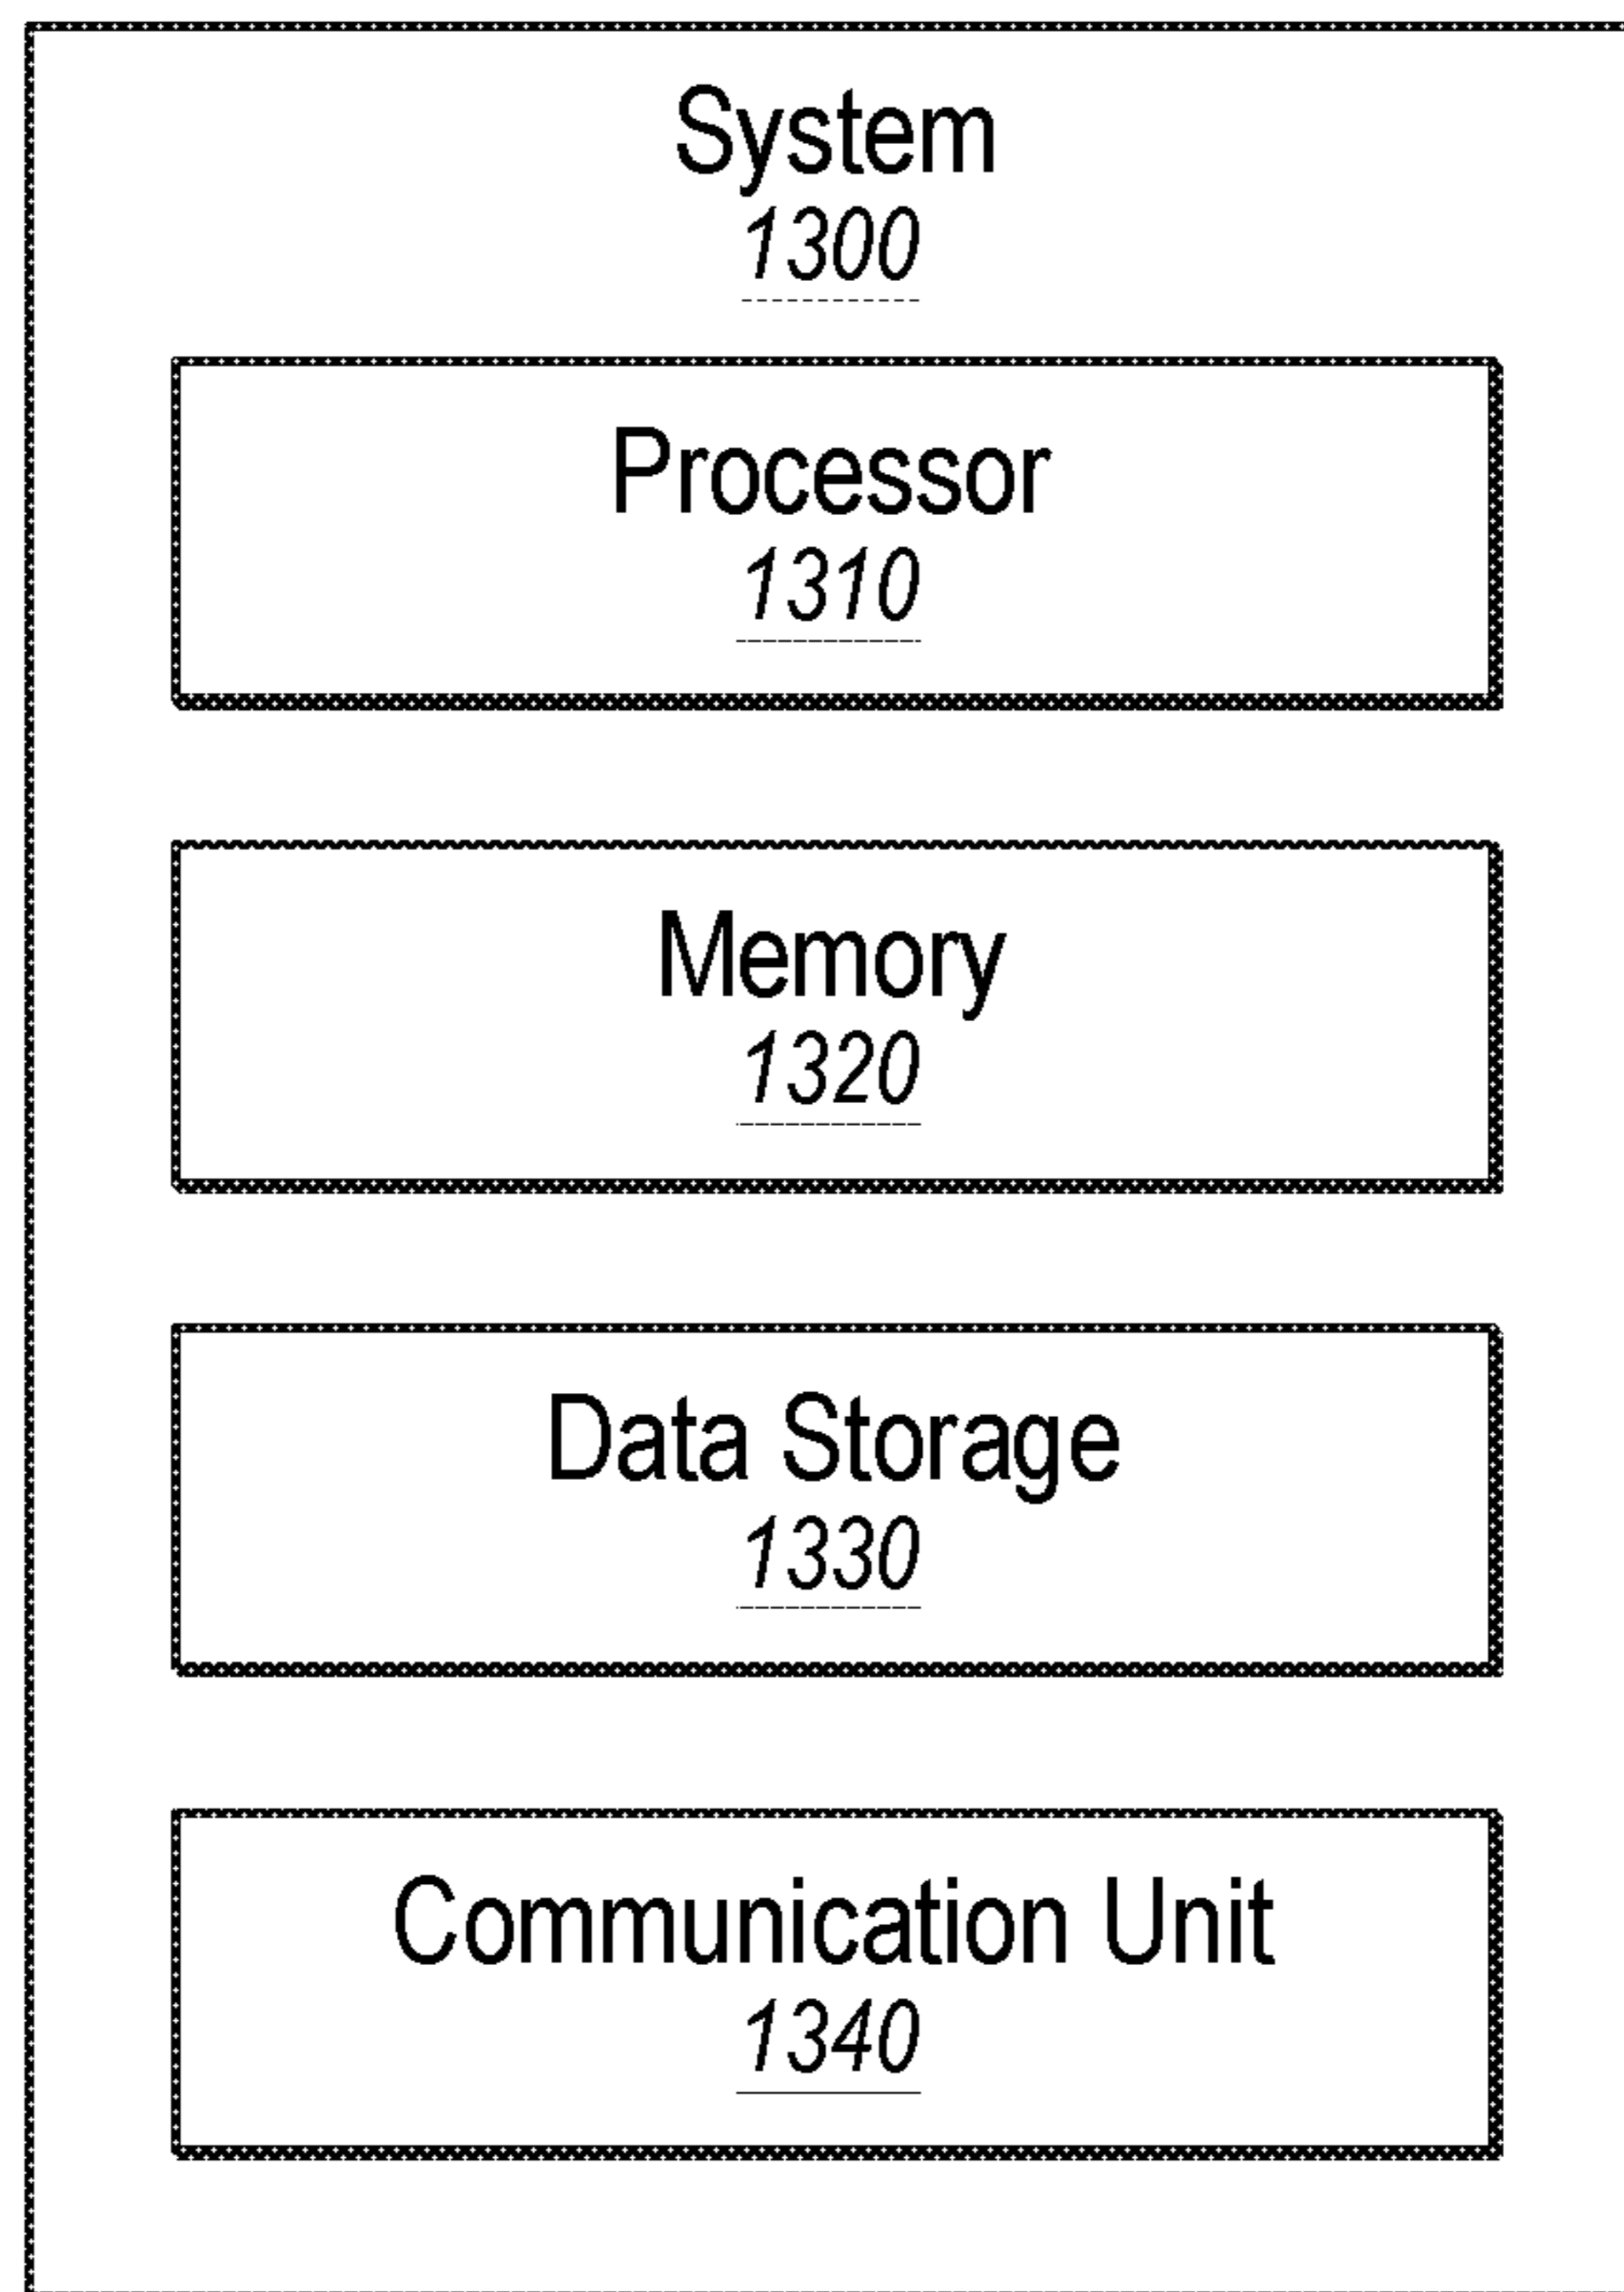 System
1300
Processor
1310
Memory
1320
Data Storage
1330
Communication Unit
1340